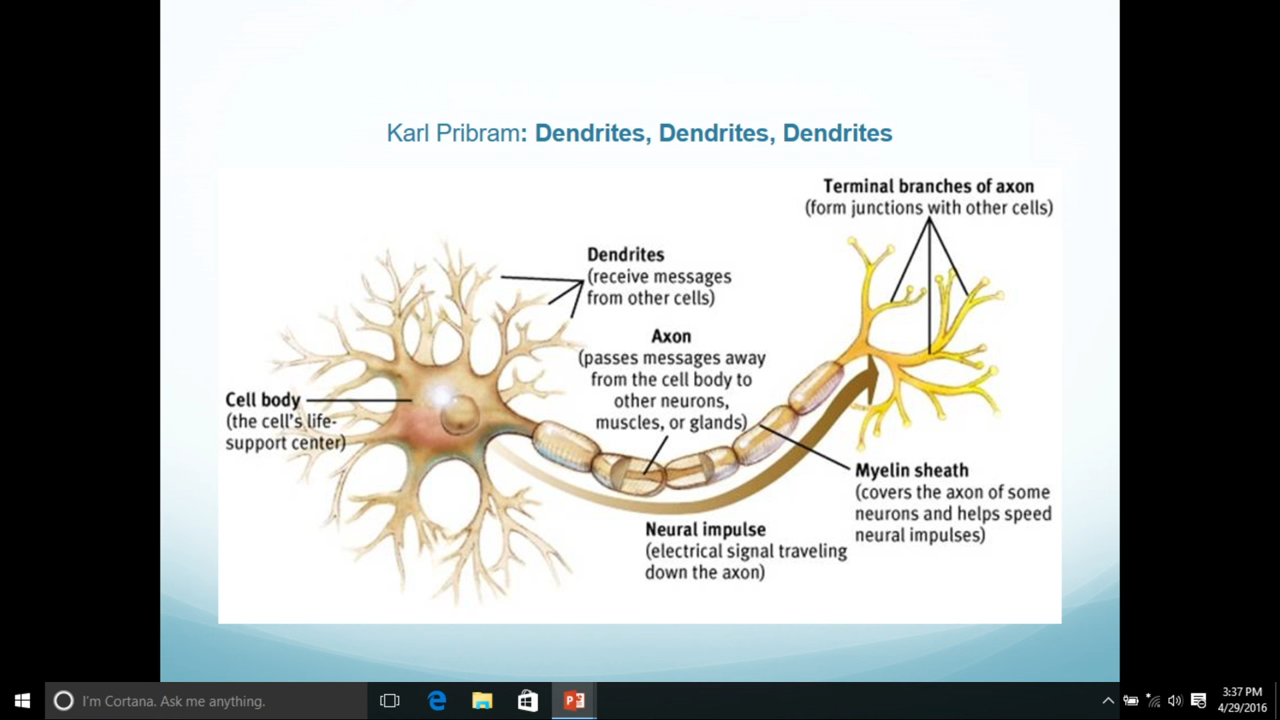 Karl Pribram: Dendrites, Dendrites, Dendrites
Terminal branches of axon
(form junctions with other cells)
Dendrites
(receive messages
from other cells)
Axon
(passes messages away
from the cell body to
other neurons,
muscles, or glands)
Cell body
(the cell's life-
support center)
Myelin sheath
(covers the axon of some
neurons and helps speed
neural impulses)
Neural impulse
(electrical signal traveling
down the axon)
I'm Cortana. Ask me anything.
3:37 PM
4/29/2016